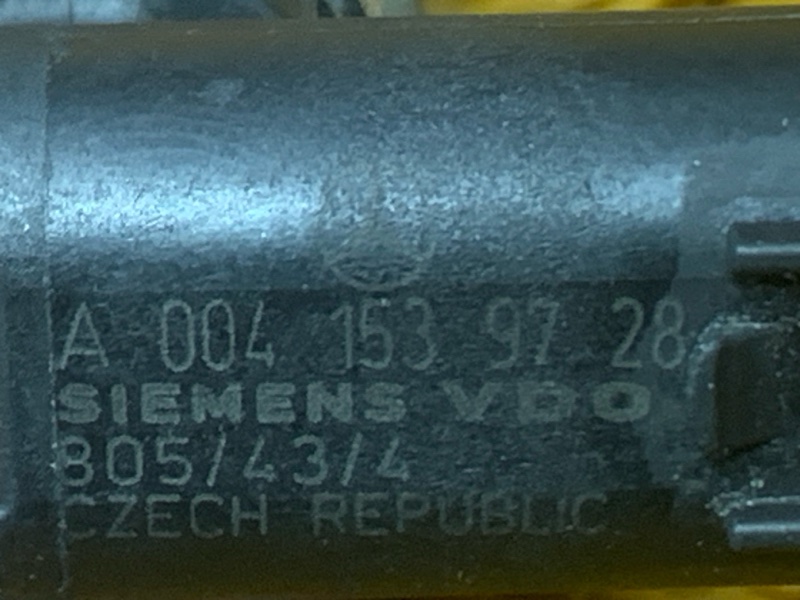 A 004 153 97 28
SIEMENS VDO
805/43/4
CZECH REPUBLIC